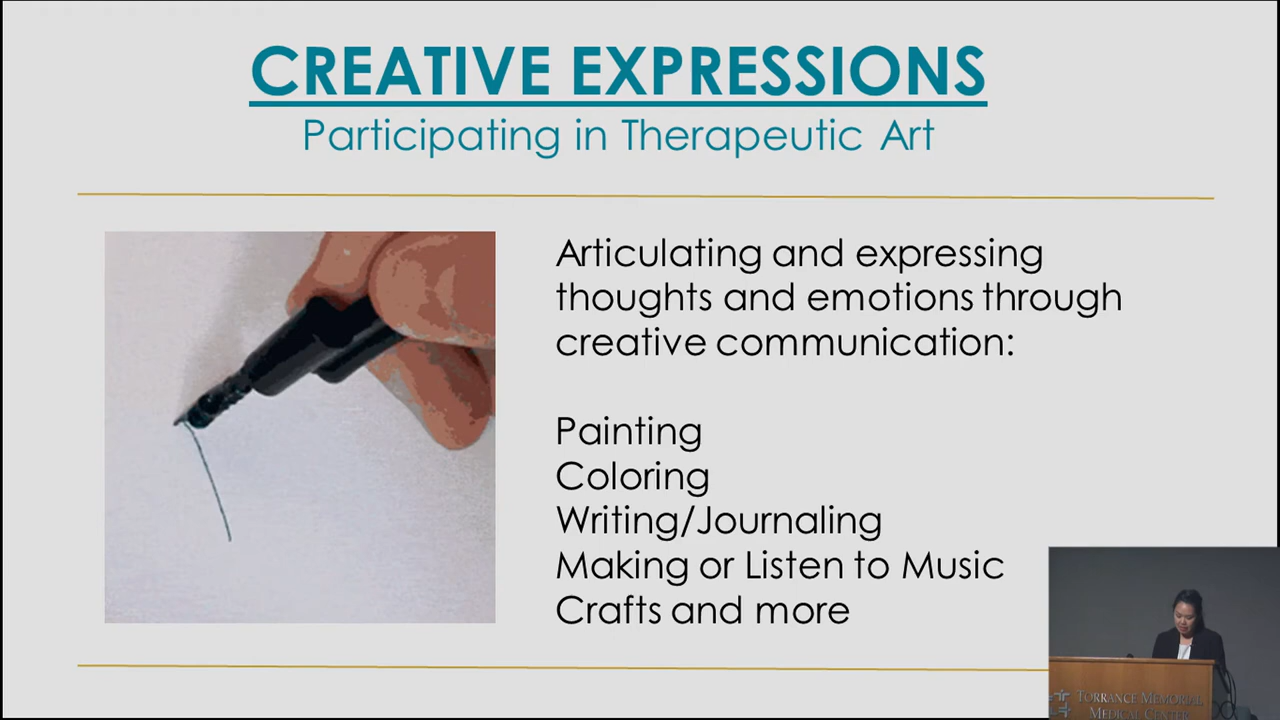 CREATIVE EXPRESSIONS
Participating in Therapeutic Art
Articulating and expressing
thoughts and emotions through
creative communication:
Painting
Coloring
Writing/Journaling
Making or Listen to Music
Crafts and more
TORRANCE MEMORIAL
MEDICAL CENTER